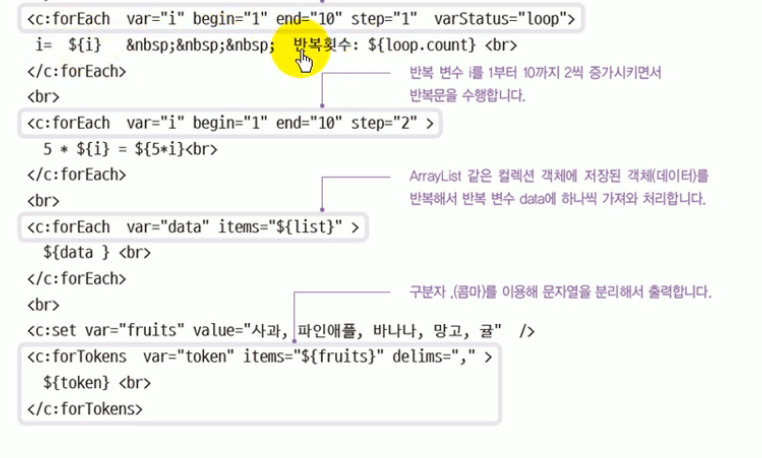 <c:forEach var="i" begin="1" end="10" step="1" varStatus="loop">
i= ${i} &nbsp;&nbsp;&nbsp; 반복횟수: ${loop.count} <br>
</c:forEach>
반복 변수 i를 1부터 10까지 2씩 증가시키면서
반복문을 수행합니다.
<br>
<c:forEach var="i" begin="1" end="10" step="2" >
5 * ${i} = ${5*i}<br>
</c:forEach>
ArrayList 같은 컬렉션 객체에 저장된 객체(데이터)를
반복해서 반복 변수 data에 하나씩 가져와 처리합니다.
<br>
<c:forEach var="data" items="${list}" >
${data } <br>
</c:forEach>
구분자 ,(콤마)를 이용해 문자열을 분리해서 출력합니다.
<br>
<c:set var="fruits" value="사과, 파인애플, 바나나, 망고, 귤" />
<c:forTokens var="token" items="${fruits}" delims="," >
${token} <br>
</c:forTokens>